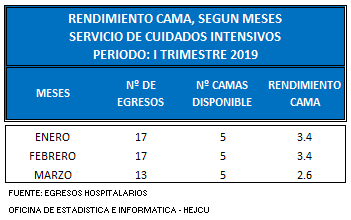 RENDIMIENTO CAMA, SEGUN MESES
SERVICIO DE CUIDADOS INTENSIVOS
PERIODO: I TRIMESTRE 2019
MESES Nº DE EGRESOS Nº CAMAS DISPONIBLE RENDIMIENTO CAMA
ENERO 17 5 3.4
FEBRERO 17 5 3.4
MARZO 13 5 2.6
FUENTE: EGRESOS HOSPITALARIOS
OFICINA DE ESTADISTICA E INFORMATICA - HEJCU